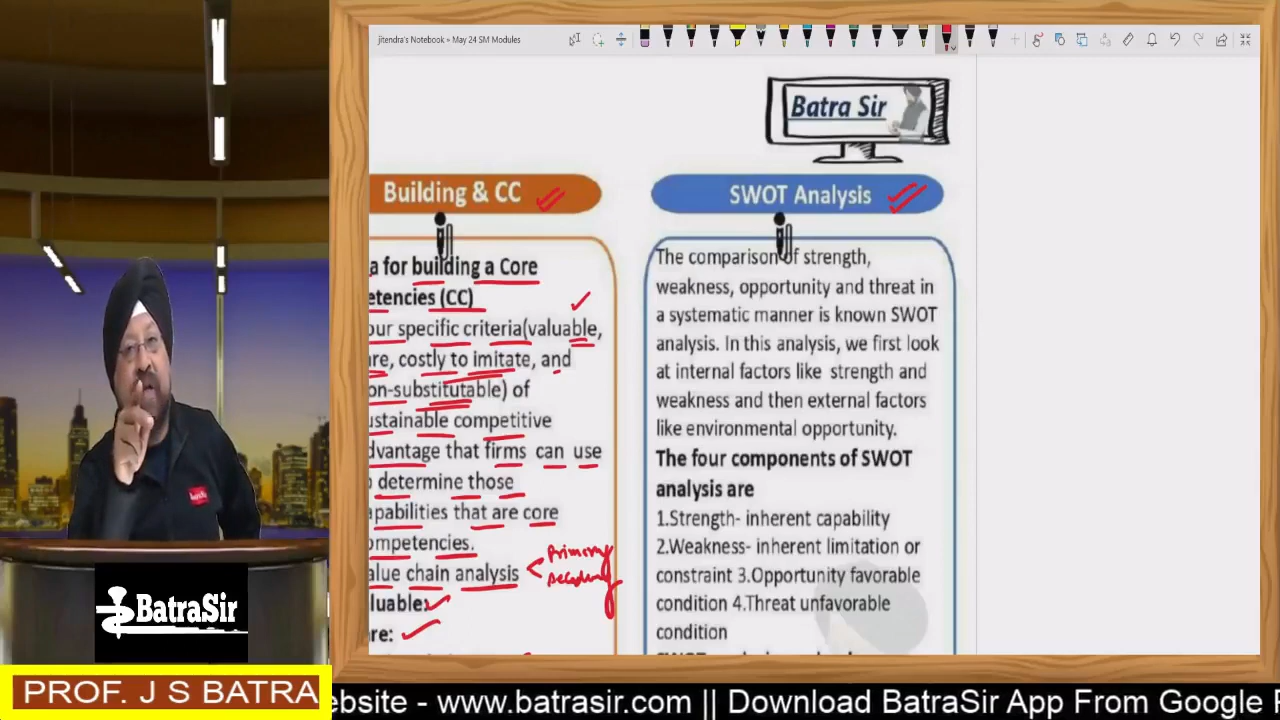 jitendra's Notebook » May 24 SM Modules
Batra Sir
Building & CC
a for building a Core
etencies (CC)
our specific criteria(valuable,
are, costly to imitate, and
on-substitutable) of
ustainable competitive
dvantage that firms can use
o determine those
apabilities that are core
ompetencies.
alue chain analysis
Primary
Secondary
aluable:
are:
SWOT Analysis
The comparison of strength,
weakness, opportunity and threat in
a systematic manner is known SWOT
analysis. In this analysis, we first look
at internal factors like strength and
weakness and then external factors
like environmental opportunity.
The four components of SWOT
analysis are
1.Strength- inherent capability
2.Weakness- inherent limitation or
constraint 3.Opportunity favorable
condition 4.Threat unfavorable
condition
BatraSir
PROF. J S BATRA
ebsite - www.batrasir.com || Download BatraSir App From Google P